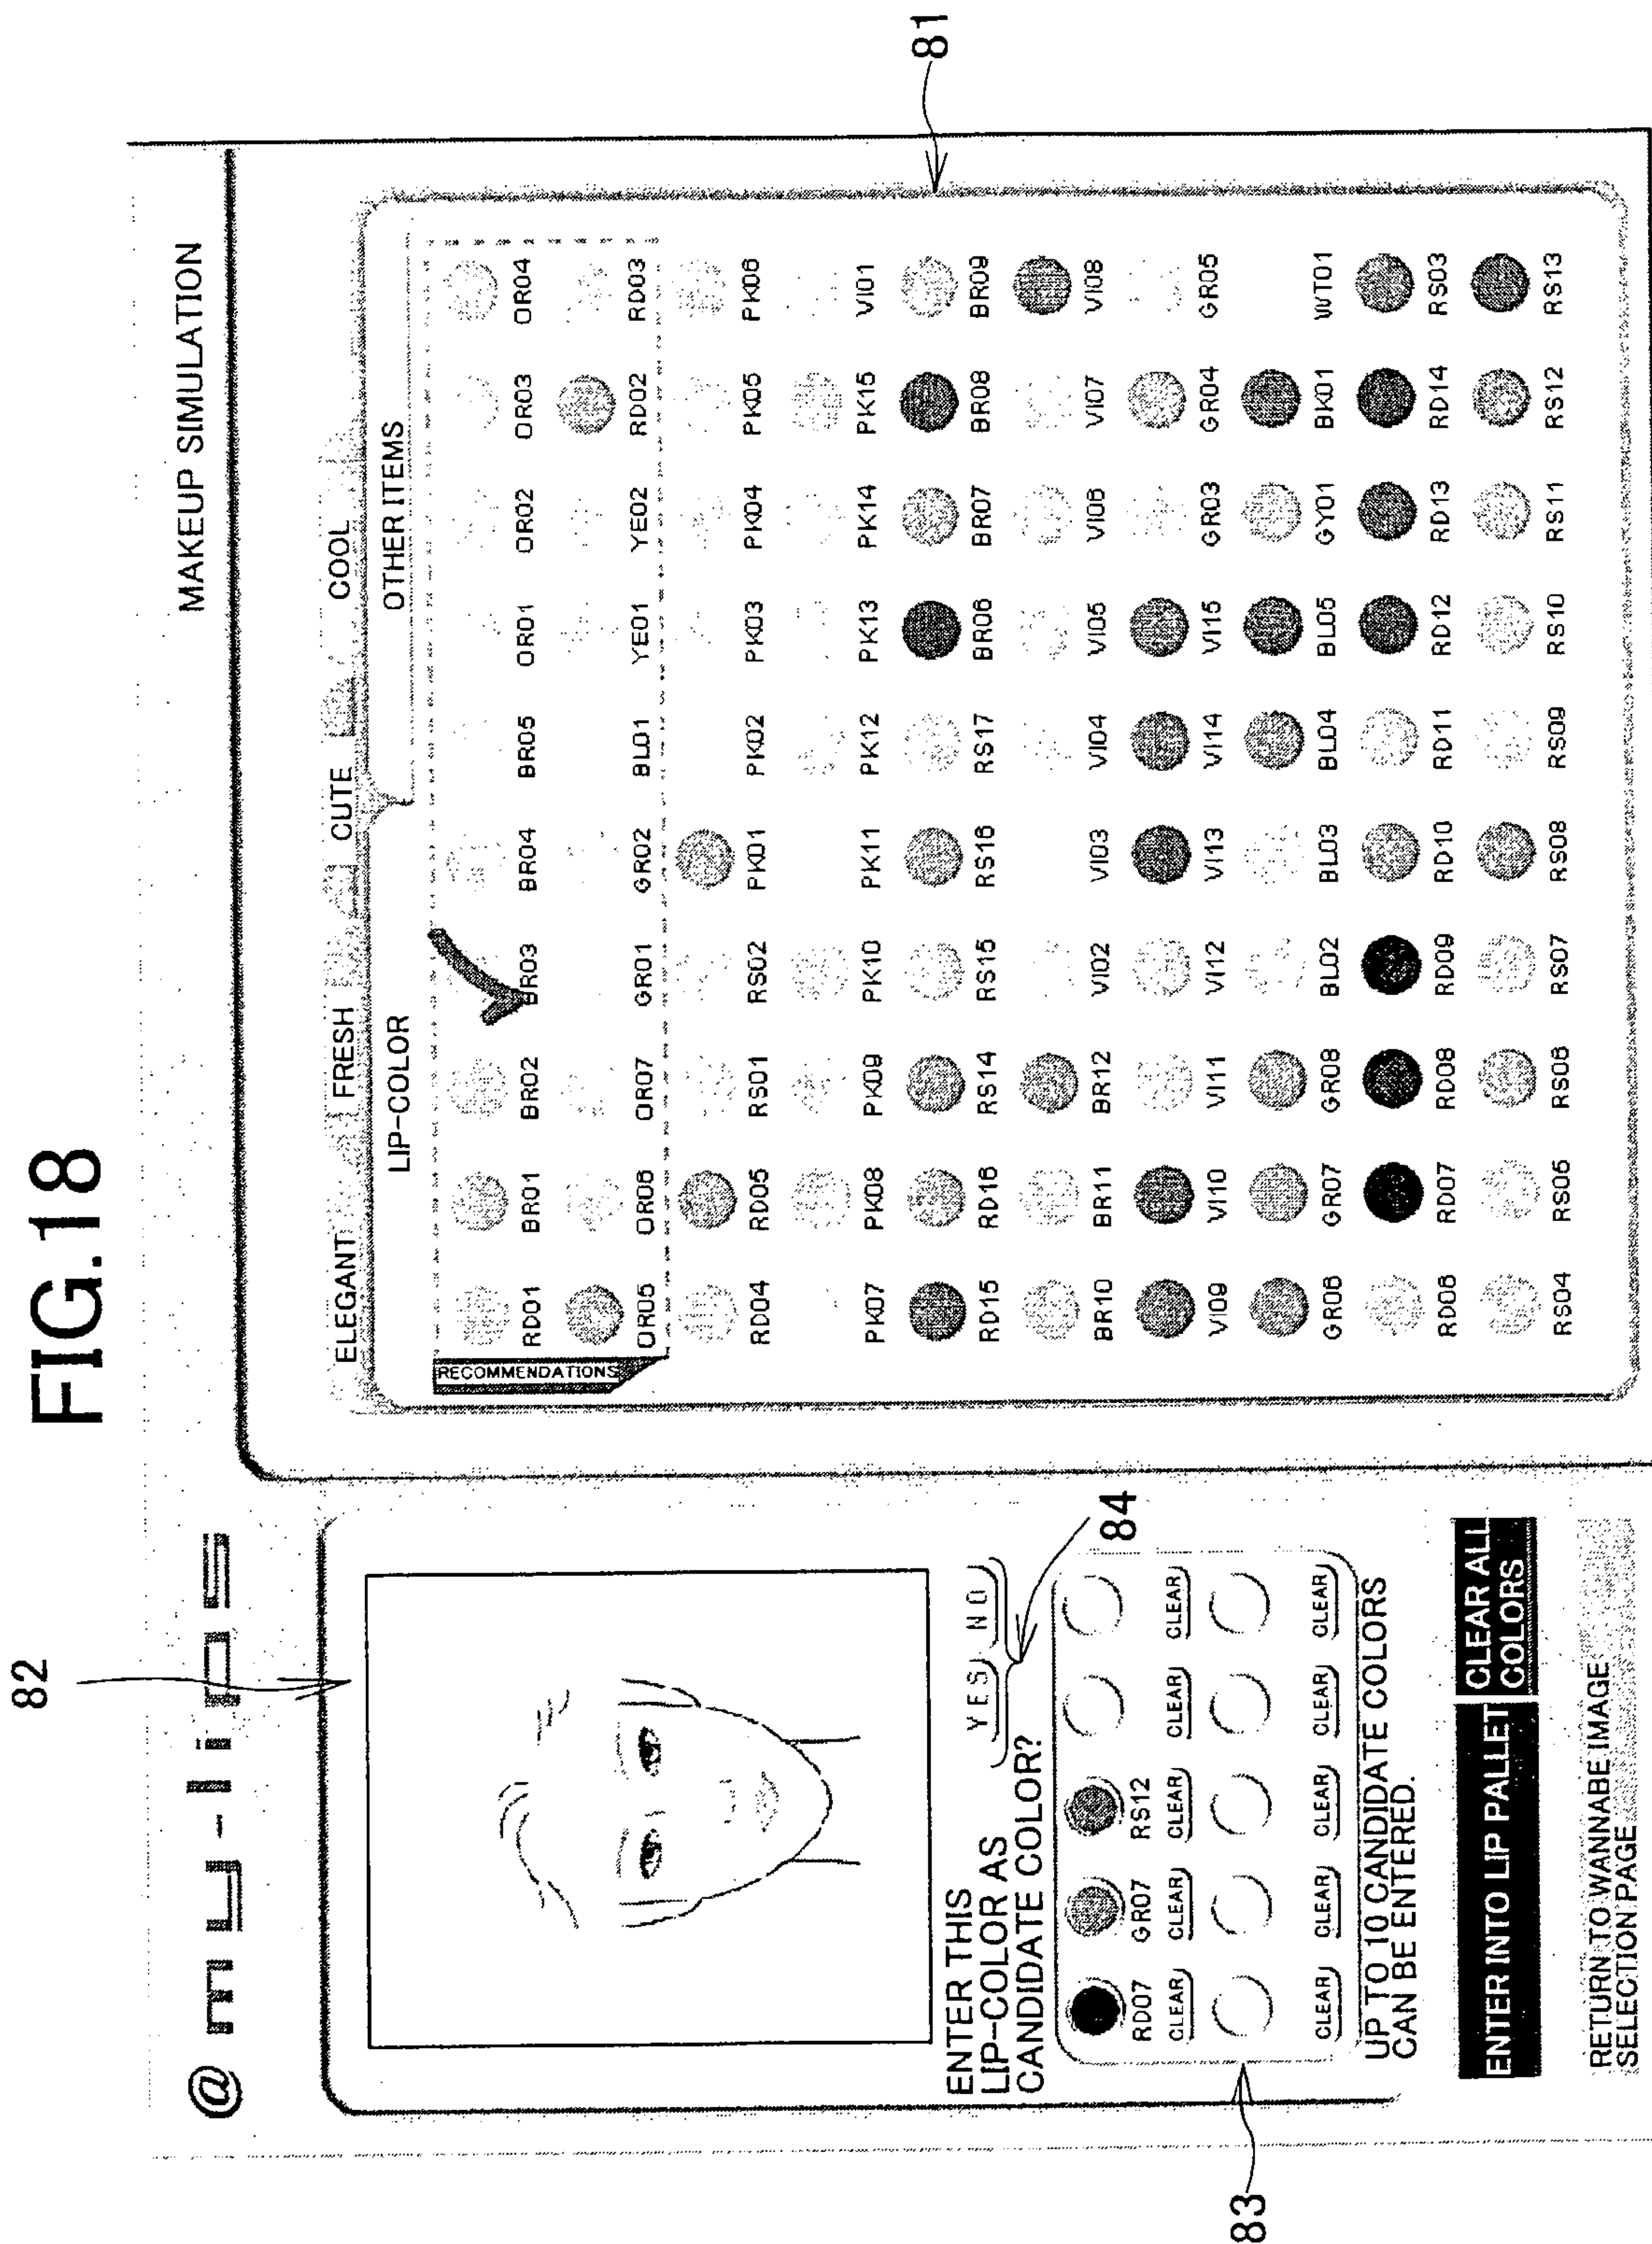 FIG.18
82
@ my-lips
MAKEUP SIMULATION
ELEGANT FRESH CUTE COOL
LIP-COLOR OTHER ITEMS
RECOMMENDATIONS
RD01 BR01 BR02 BR03 BR04 BR05 OR01 OR02 OR03 OR04
OR05 OR06 OR07 GR01 GR02 BL01 YE01 YE02 RD02 RD03
RD04 RD05 RS01 RS02 PK01 PK02 PK03 PK04 PK05 PK06
PK07 PK08 PK09 PK10 PK11 PK12 PK13 PK14 PK15 VI01
RD15 RD16 RS14 RS15 RS16 RS17 BR06 BR07 BR08 BR09
BR10 BR11 BR12 VI02 VI03 VI04 VI05 VI06 VI07 VI08
VI09 VI10 VI11 VI12 VI13 VI14 VI15 GR03 GR04 GR05
GR06 GR07 GR08 BL02 BL03 BL04 BL05 GY01 BK01 WT01
RD06 RD07 RD08 RD09 RD10 RD11 RD12 RD13 RD14 RS03
RS04 RS05 RS06 RS07 RS08 RS09 RS10 RS11 RS12 RS13
81
ENTER THIS
LIP-COLOR AS
CANDIDATE COLOR?
YES NO
84
RD07 GR07 RS12
CLEAR CLEAR CLEAR CLEAR CLEAR
CLEAR CLEAR CLEAR CLEAR CLEAR
83
UP TO 10 CANDIDATE COLORS
CAN BE ENTERED.
ENTER INTO LIP PALLET
CLEAR ALL
COLORS
RETURN TO WANNABE IMAGE
SELECTION PAGE